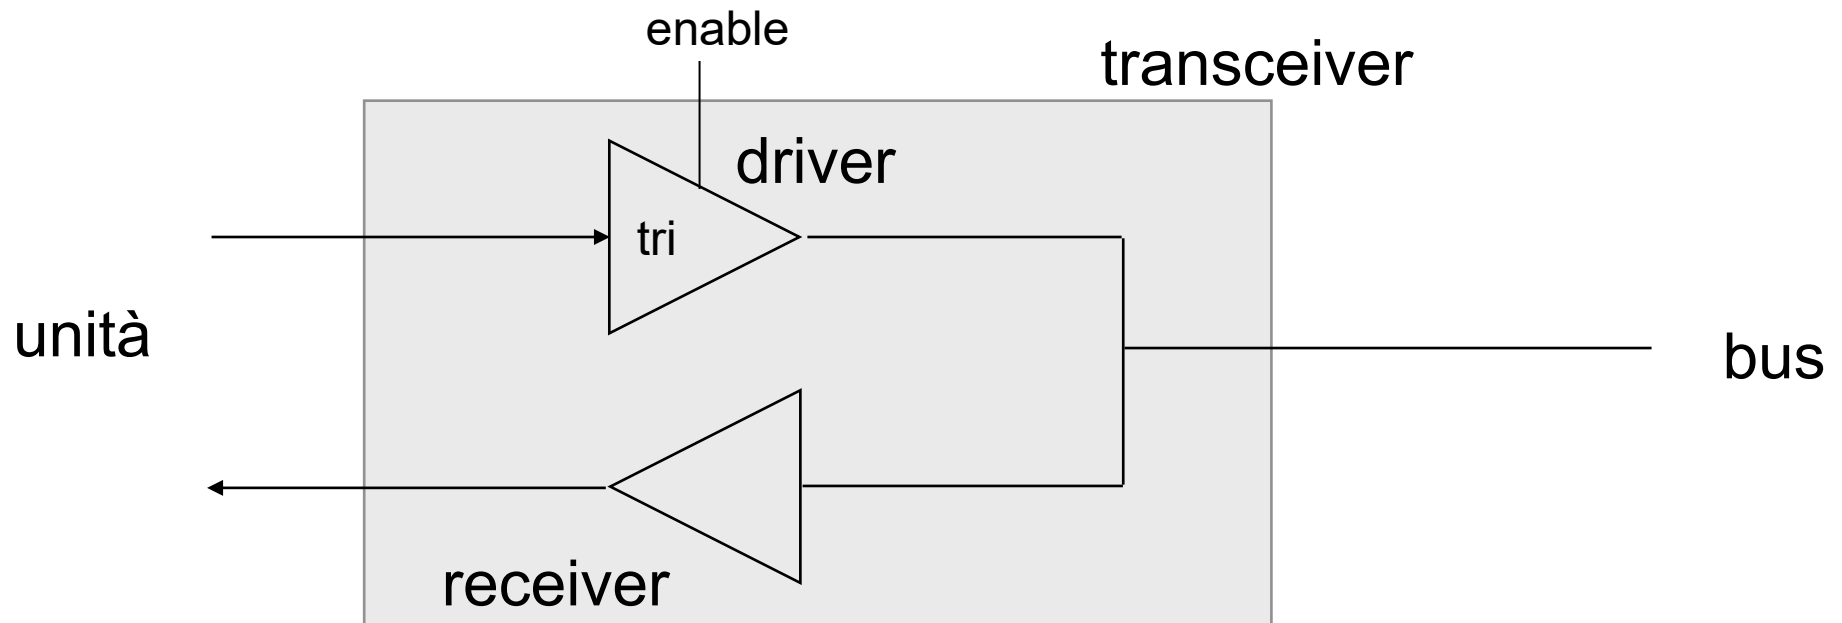 enable
transceiver
driver
tri
unità
bus
receiver